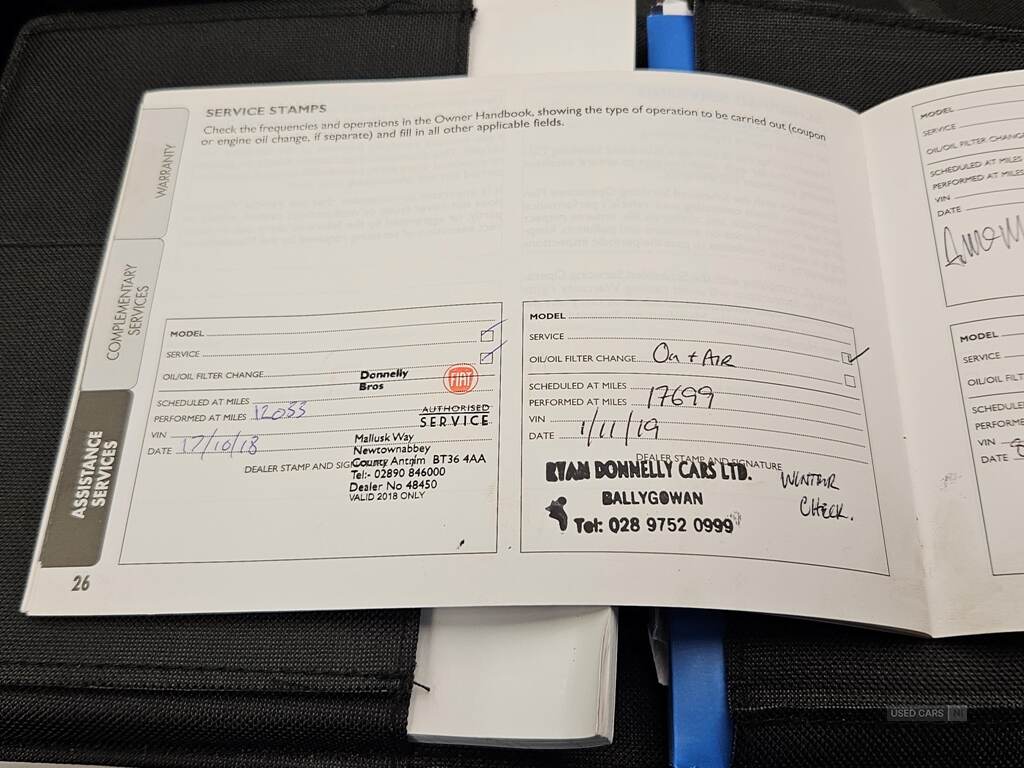 SERVICE STAMPS
Check the frequencies and operations in the Owner Handbook, showing the type of operation to be carried out (coupon
or engine oil change, if separate) and fill in all other applicable fields.
WARRANTY
COMPLEMENTARY
SERVICES
ASSISTANCE
SERVICES
MODEL
SERVICE
OIL/OIL FILTER CHANGE
Donnelly
Bros
FIAT
SCHEDULED AT MILES
PERFORMED AT MILES 12033
AUTHORISED
SERVICE
VIN
DATE 17/10/18
DEALER STAMP AND
Mallusk Way
Newtownabbey
County Antrim BT36 4AA
Tel:- 02890 846000
Dealer No 48450
VALID 2018 ONLY
MODEL
SERVICE
OIL/OIL FILTER CHANGE OIL + AIR
SCHEDULED AT MILES
PERFORMED AT MILES 17699
VIN
DATE 1/11/19
DEALER STAMP AND SIGNATURE
RYAN DONNELLY CARS LTD.
BALLYGOWAN
Tel: 028 9752 0999
WINTER
CHECK.
26
MODEL
SERVICE
OIL/OIL FILTER CHANGE
SCHEDULED AT MILES
PERFORMED AT MILES
VIN
DATE
MODEL
SERVICE
OIL/OIL FILT
SCHEDULE
PERFORME
VIN
DATE
USED CARS NI